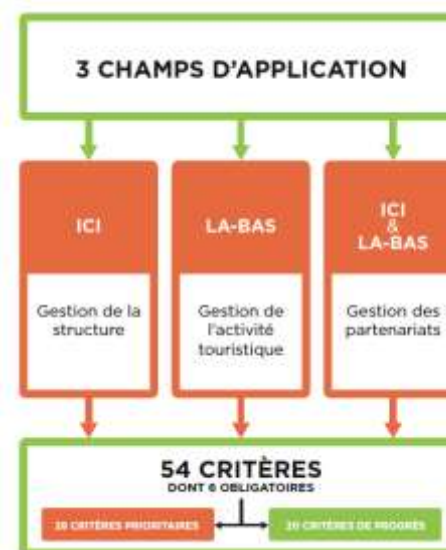 3 CHAMPS D'APPLICATION
ICI
LA-BAS
ICI
&
LA-BAS
Gestion de la
structure
Gestion de
l'activité
touristique
Gestion des
partenariats
54 CRITÈRES
DONT 6 OBLIGATOIRES
CRITÈRES PRIORITAIRES
20 CRITÈRES DE PROGRÈS